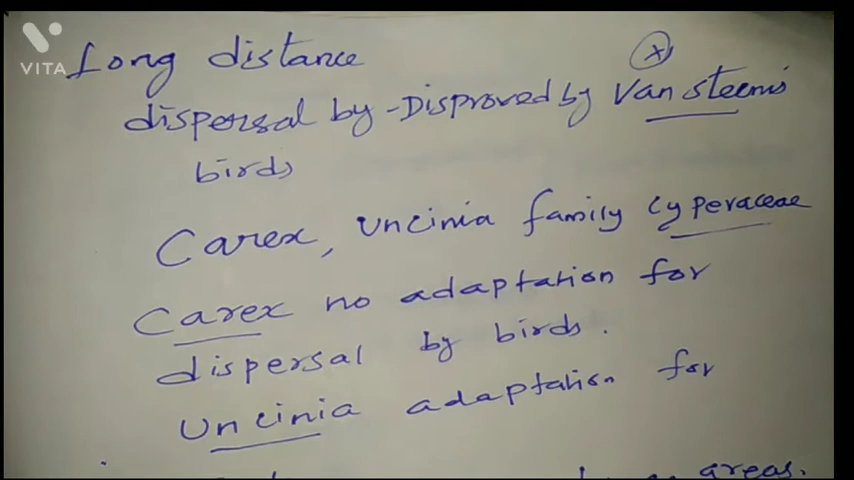 VITA
Long distance
dispersal by - Disproved by Van steenis
birds
Carex, Uncinia family Cyperaceae
Carex no adaptation for
dispersal by birds.
Uncinia adaptation for
areas.